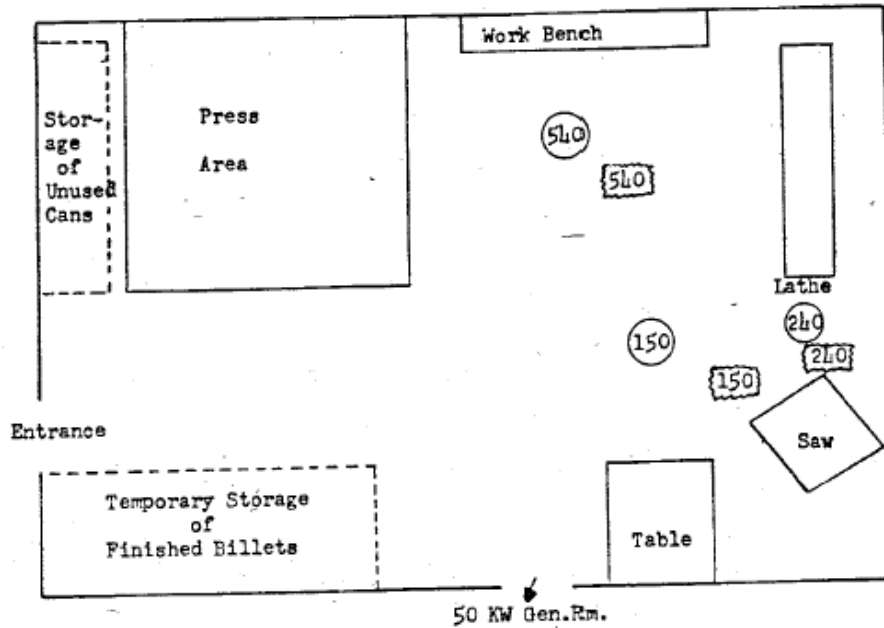 Work Bench
Stor-
age
of
Unused
Cans
Press
Area
540
540
Lathe
240
150
240
150
Entrance
Saw
Temporary Storage
of
Finished Billets
Table
50 KW Gen.Rm.